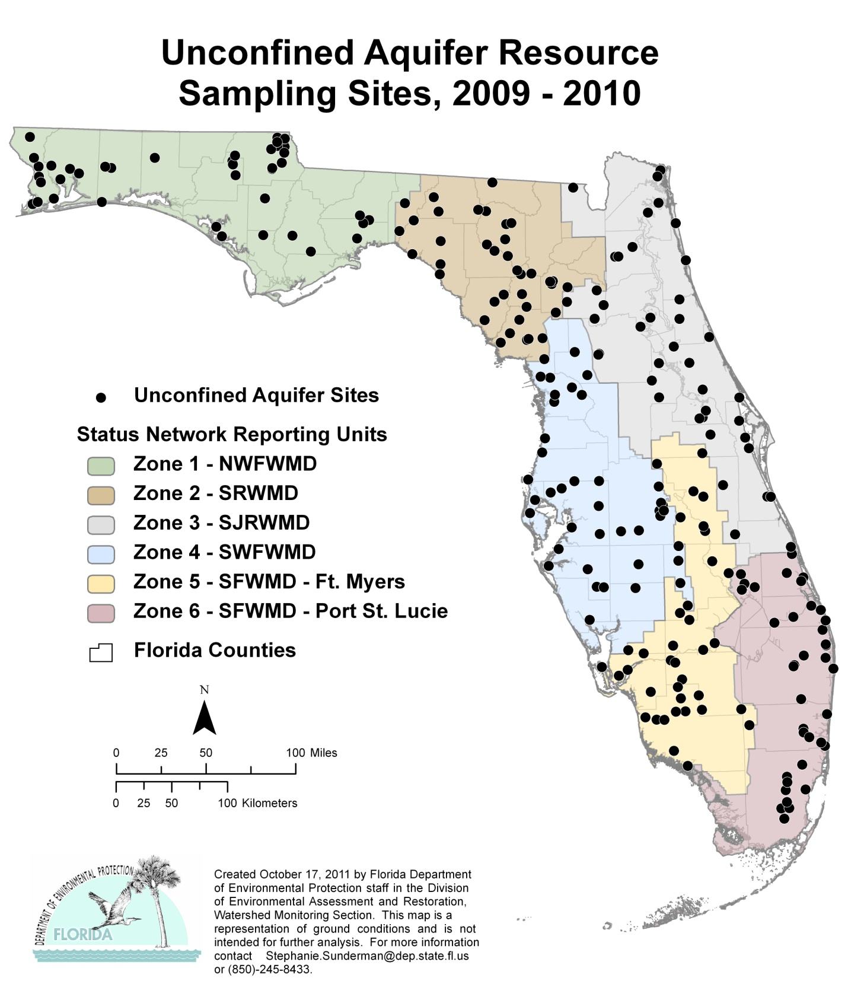 Unconfined Aquifer Resource
Sampling Sites, 2009 - 2010
Unconfined Aquifer Sites
Status Network Reporting Units
Zone 1 - NWFWMD
Zone 2 - SRWMD
Zone 3 - SJRWMD
Zone 4 - SWFWMD
Zone 5 - SFWMD - Ft. Myers
Zone 6 - SFWMD - Port St. Lucie
Florida Counties
N
0 25 50 100 Miles
0 25 50 100 Kilometers
DEPARTMENT OF ENVIRONMENTAL PROTECTION
FLORIDA
Created October 17, 2011 by Florida Department
of Environmental Protection staff in the Division
of Environmental Assessment and Restoration,
Watershed Monitoring Section. This map is a
representation of ground conditions and is not
intended for further analysis. For more information
contact Stephanie.Sunderman@dep.state.fl.us
or (850)-245-8433.